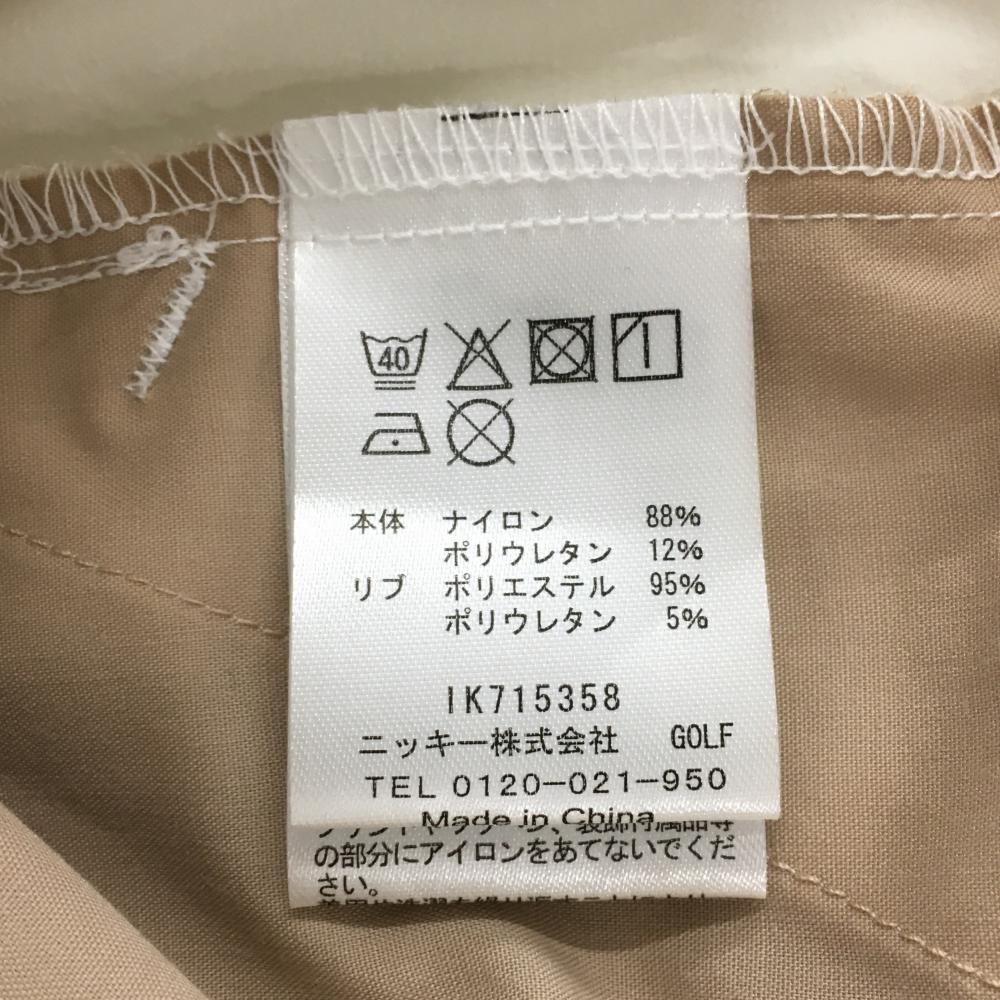 40
本体 ナイロン 88%
ポリウレタン 12%
リブ ポリエステル 95%
ポリウレタン 5%
IK715358
ニッキー株式会社 GOLF
TEL 0120-021-950
Made in China
の部分にアイロンをあてないでくだ
さい。